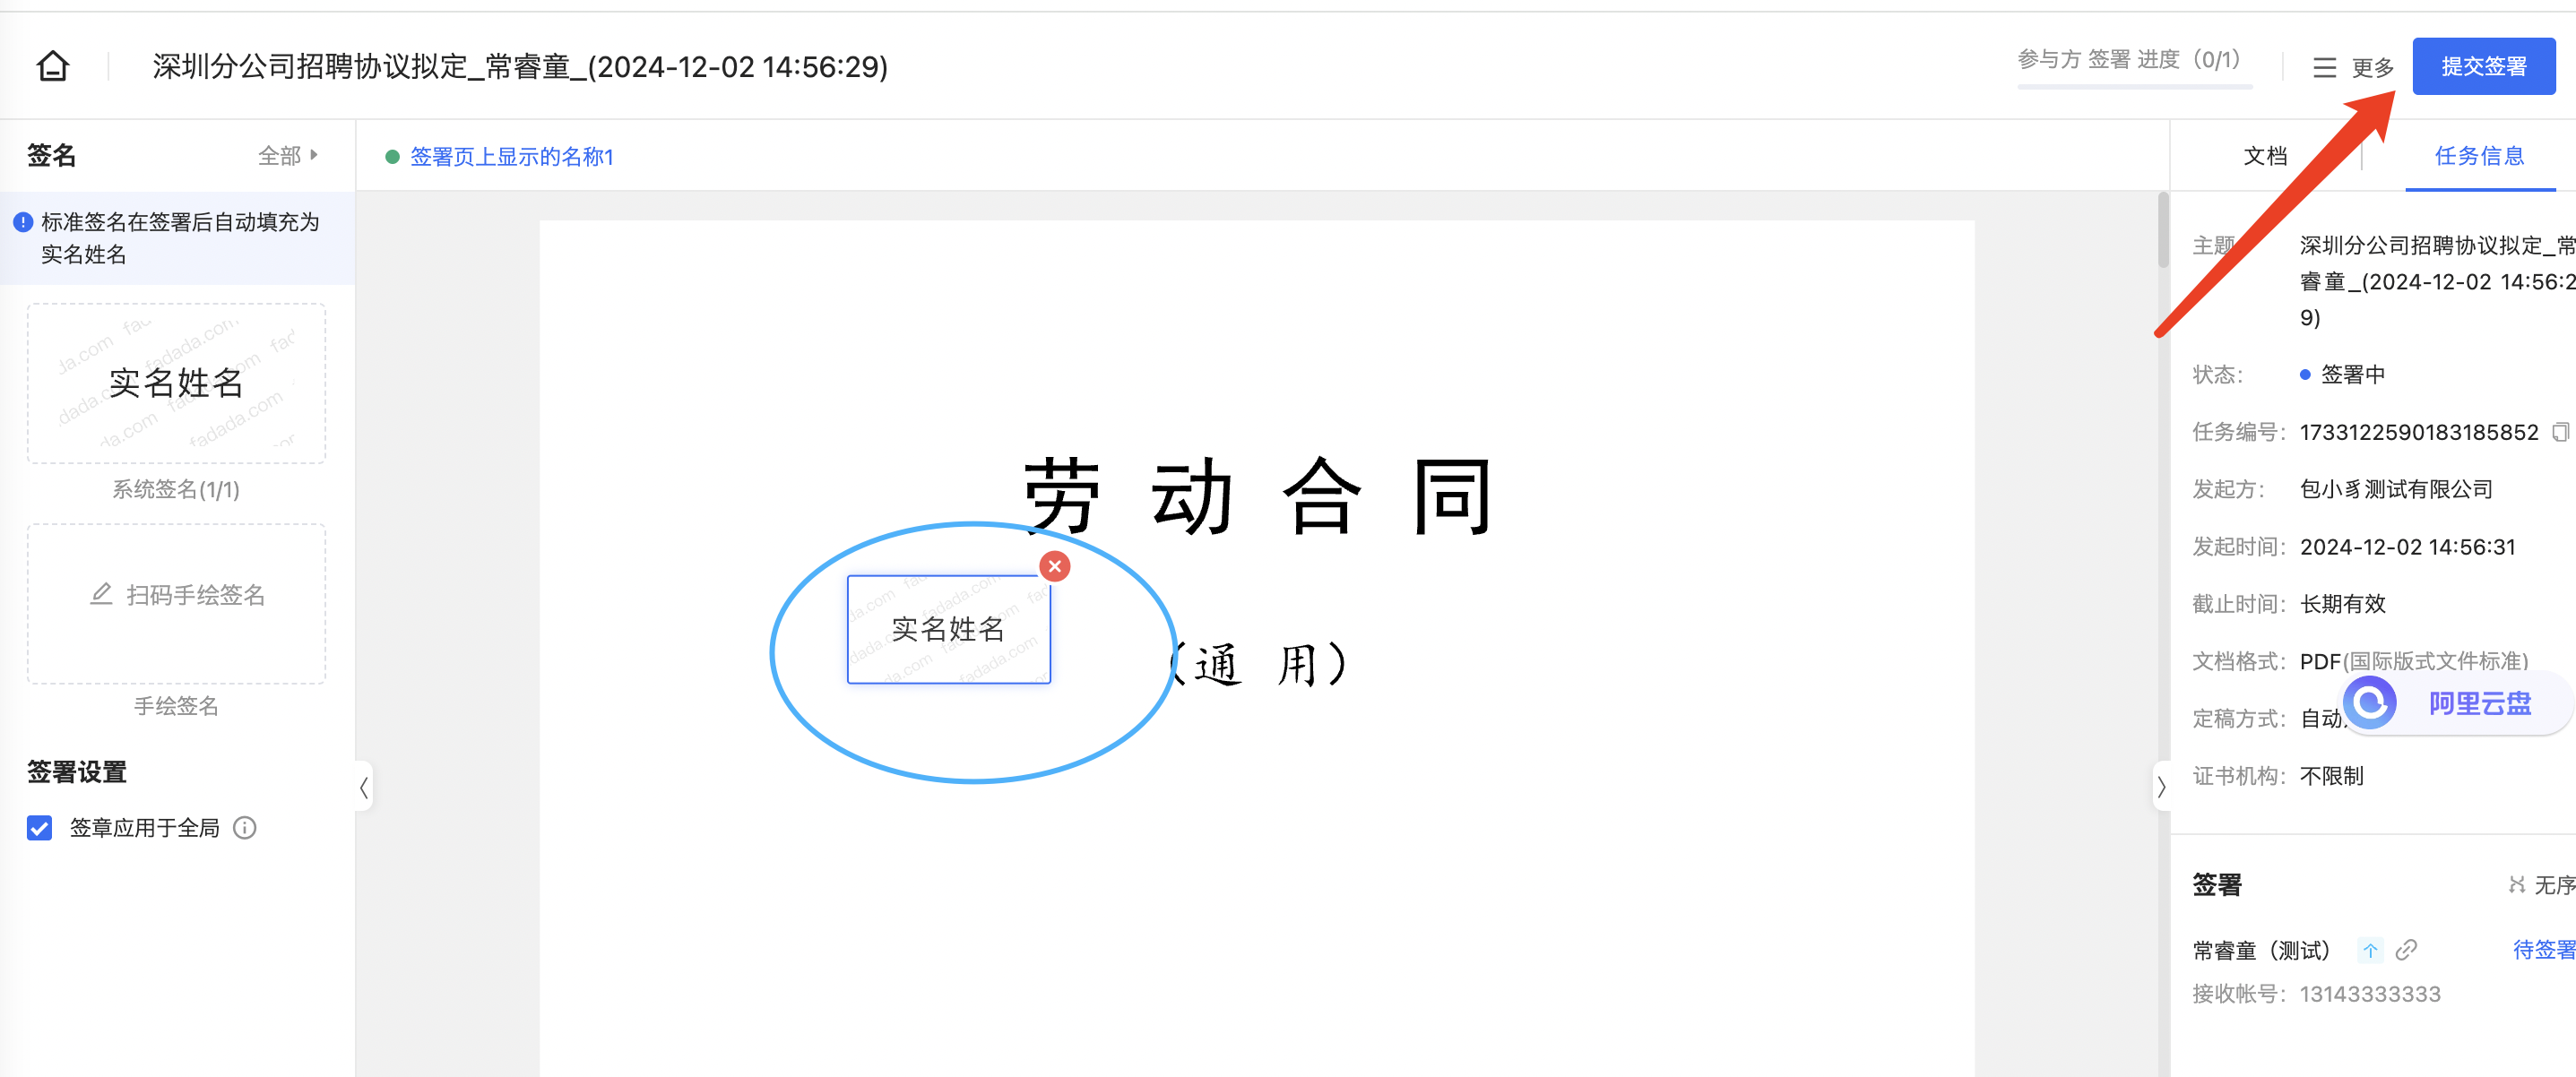 深圳分公司招聘协议拟定_常睿童_(2024-12-02 14:56:29)
参与方 签署 进度（0/1）
更多
提交签署
签名
全部
签署页上显示的名称1
文档
任务信息
标准签名在签署后自动填充为
实名姓名
fadada.com
实名姓名
系统签名(1/1)
扫码手绘签名
手绘签名
签署设置
签章应用于全局
劳动合同
fadada.com
实名姓名
（通 用）
主题
深圳分公司招聘协议拟定_常
睿童_(2024-12-02 14:56:2
9)
状态：
签署中
任务编号：
1733122590183185852
发起方：
包小豸测试有限公司
发起时间：
2024-12-02 14:56:31
截止时间：
长期有效
文档格式：
PDF(国际版式文件标准)
阿里云盘
定稿方式：
自动
证书机构：
不限制
签署
无序
常睿童（测试）
个
待签署
接收帐号：
13143333333